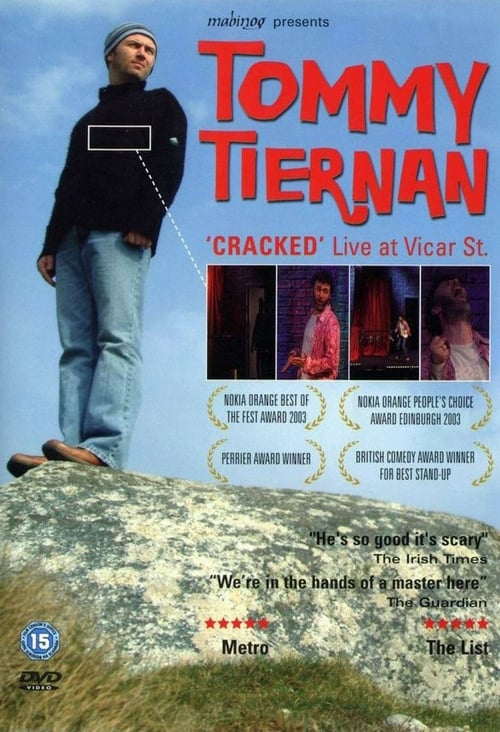 mabinog presents
TOMMY
TIERNAN
'CRACKED' Live at Vicar St.
NOKIA ORANGE BEST OF
THE FEST AWARD 2003
NOKIA ORANGE PEOPLE'S CHOICE
AWARD EDINBURGH 2003
PERRIER AWARD WINNER
BRITISH COMEDY AWARD WINNER
FOR BEST STAND-UP
"He's so good it's scary"
The Irish Times
"We're in the hands of a master here"
The Guardian
★★★★★
Metro
★★★★★
The List
15
DVD
VIDEO